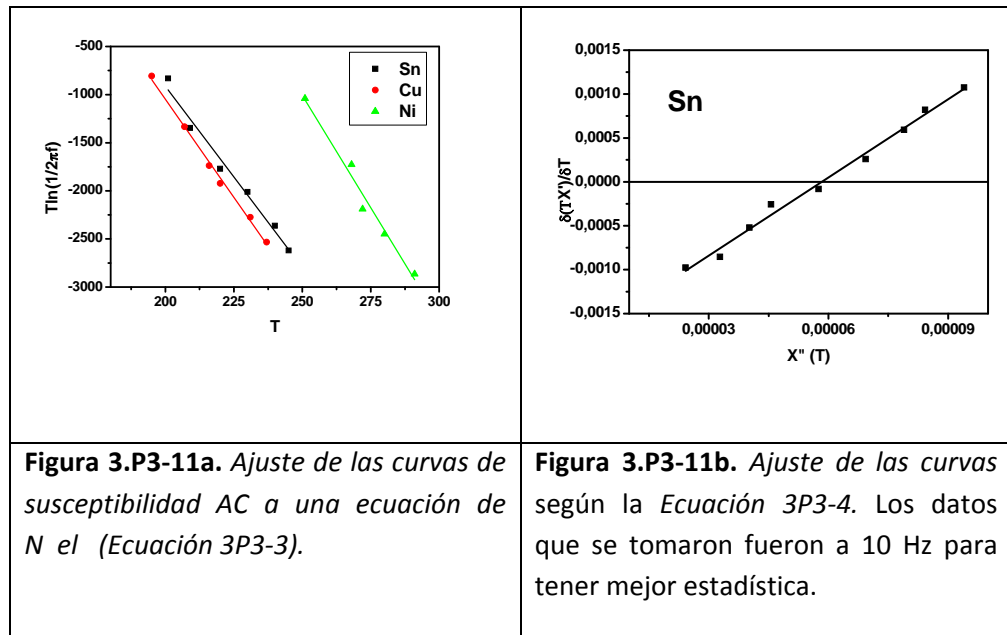 -500
-1000
-1500
-2000
-2500
-3000
Tln(1/2πf)
200
225
250
275
300
T
Sn
Cu
Ni
0,0015
0,0010
0,0005
0,0000
-0,0005
-0,0010
-0,0015
δ(TX')/δT
Sn
0,00003
0,00006
0,00009
X" (T)
Figura 3.P3-11a. Ajuste de las curvas de
susceptibilidad AC a una ecuación de
N el (Ecuación 3P3-3).
Figura 3.P3-11b. Ajuste de las curvas
según la Ecuación 3P3-4. Los datos
que se tomaron fueron a 10 Hz para
tener mejor estadística.